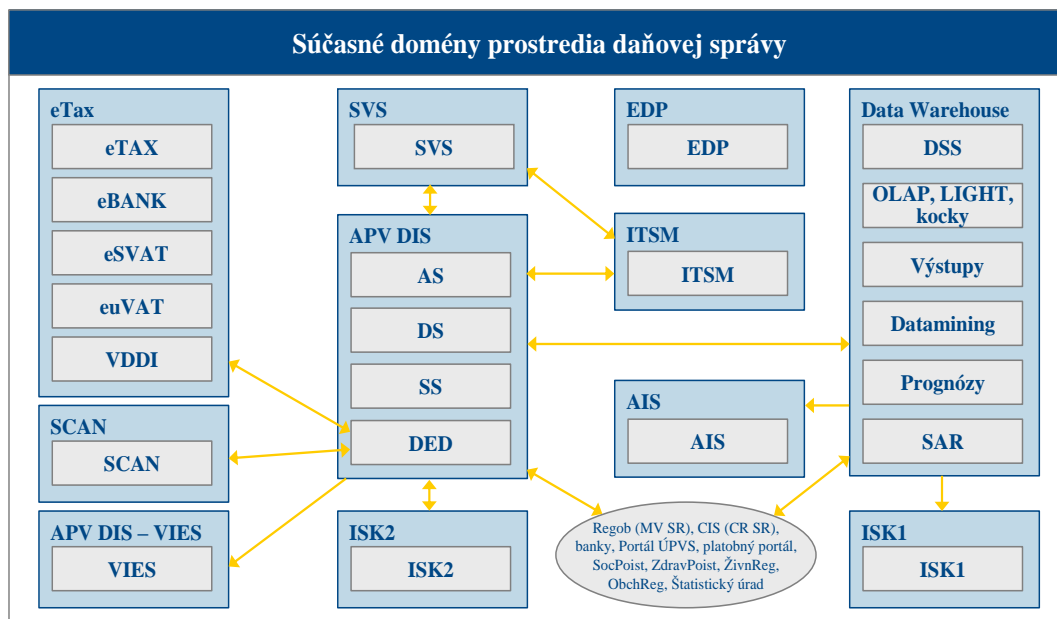 Súčasné domény prostredia daňovej správy
eTax
eTAX
eBANK
eSVAT
euVAT
VDDI
SCAN
SCAN
APV DIS – VIES
VIES
SVS
SVS
APV DIS
AS
DS
SS
DED
ISK2
ISK2
EDP
EDP
ITSM
ITSM
AIS
AIS
Regob (MV SR), CIS (CR SR),
banky, Portál ÚPVS, platobný portál,
SocPoist, ZdravPoist, ŽivnReg,
ObchReg, Štatistický úrad
Data Warehouse
DSS
OLAP, LIGHT,
kocky
Výstupy
Datamining
Prognózy
SAR
ISK1
ISK1